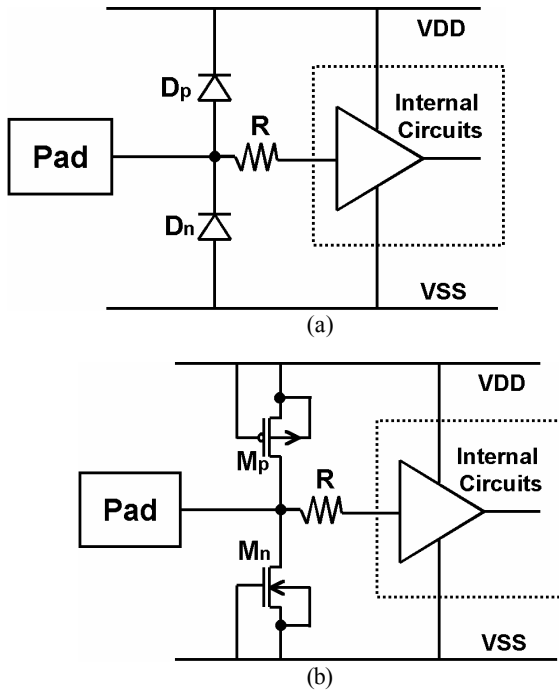 VDD
Dp
Internal
Circuits
R
Pad
Dn
VSS
(a)
VDD
Mp
Internal
Circuits
R
Pad
Mn
VSS
(b)